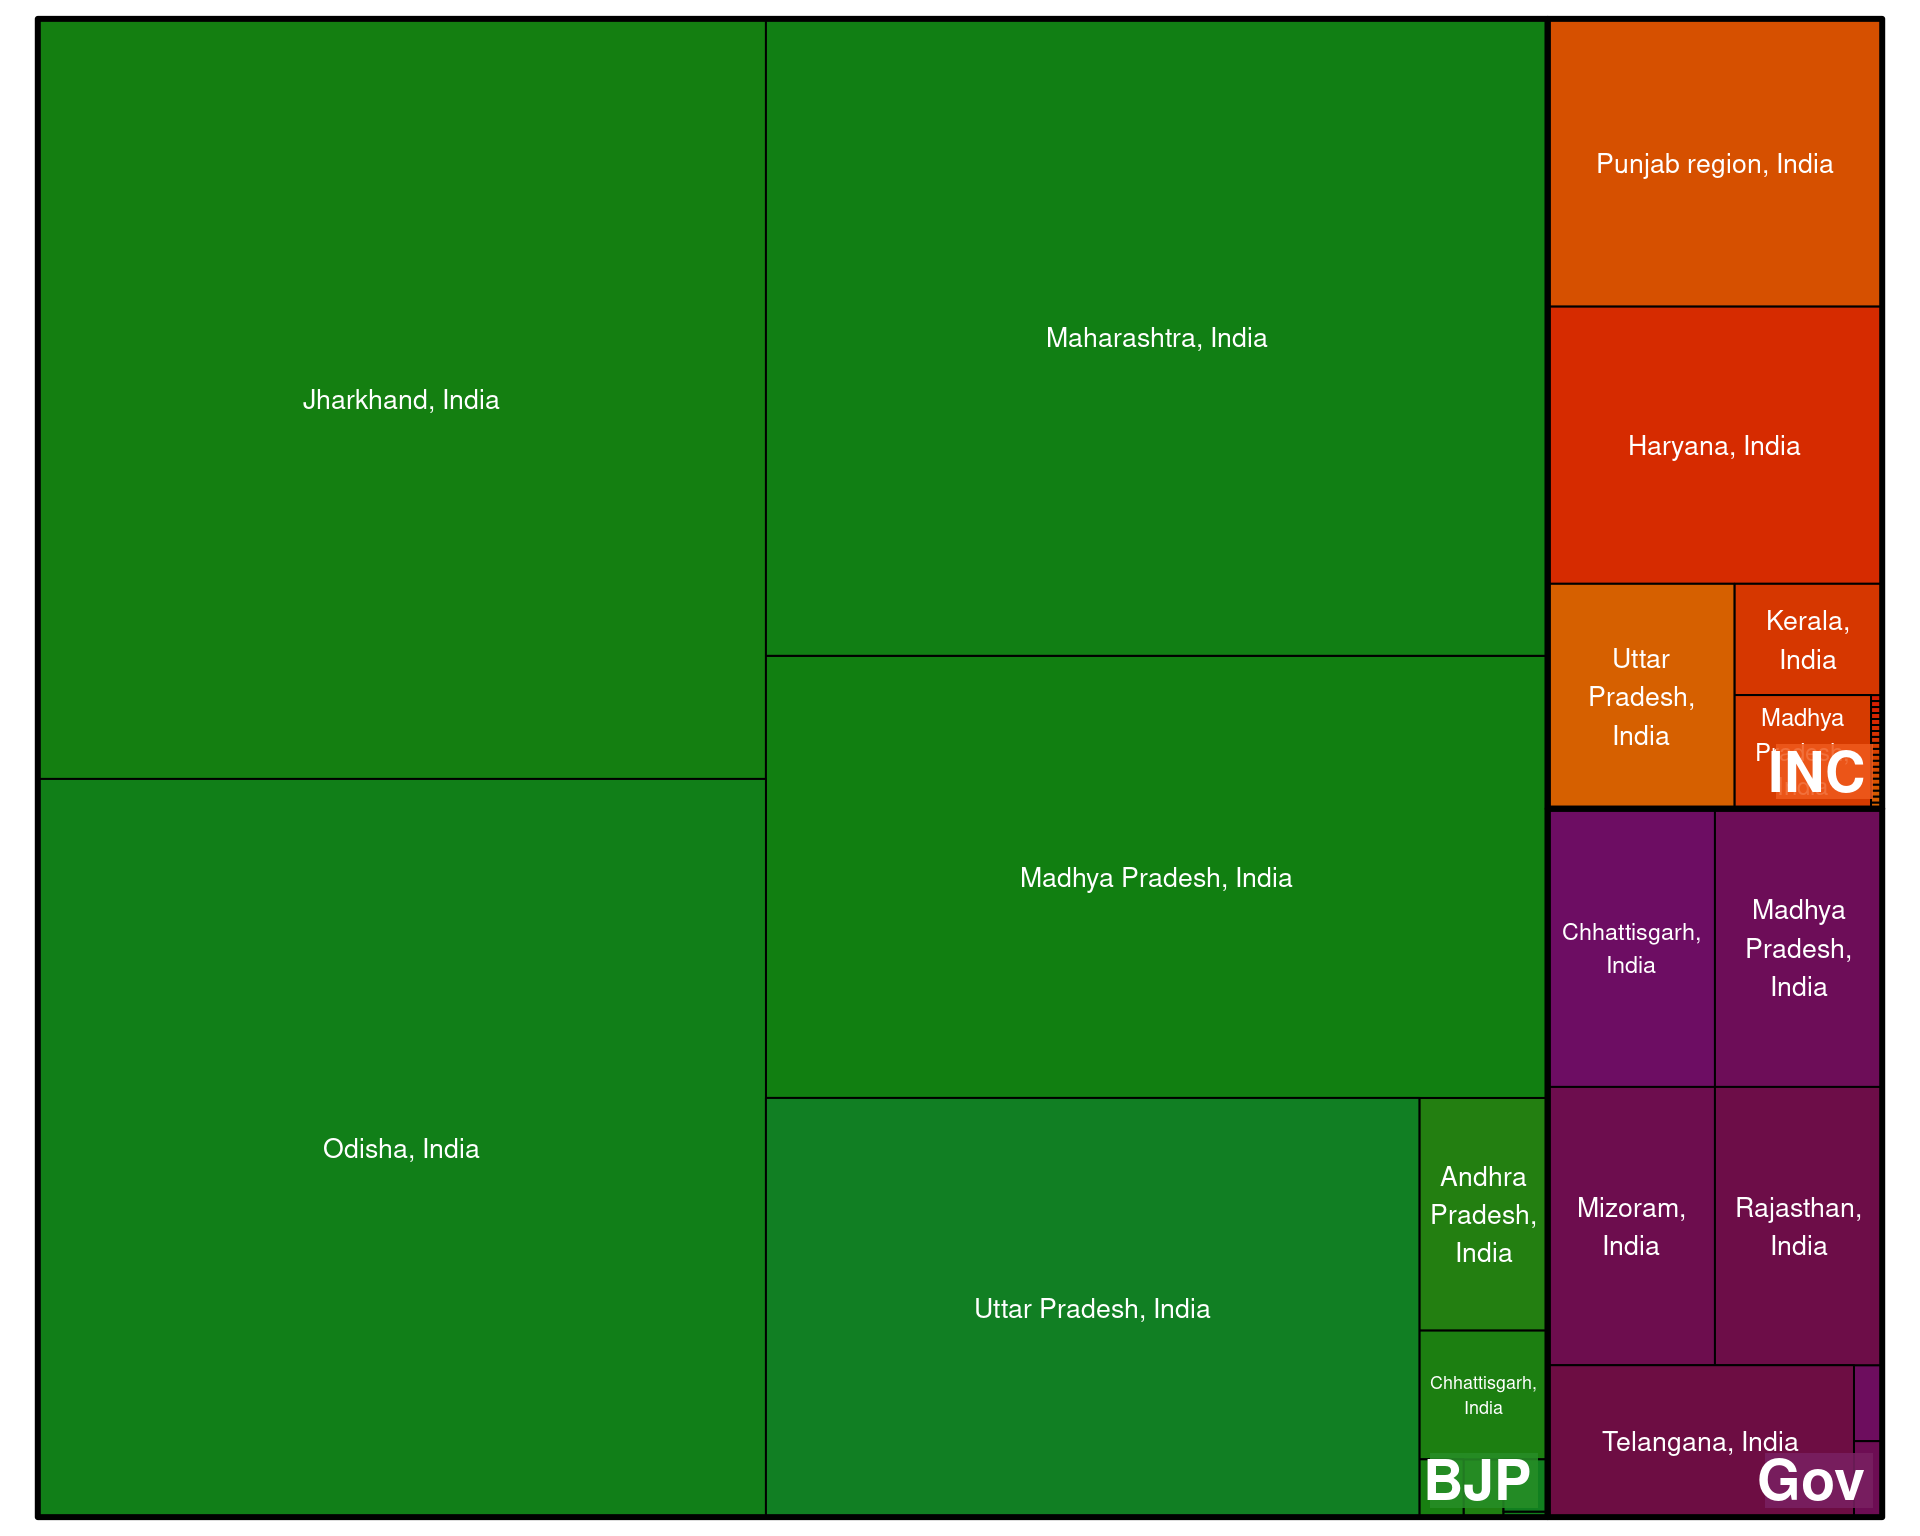 Jharkhand, India
Odisha, India
Maharashtra, India
Madhya Pradesh, India
Uttar Pradesh, India
Andhra
Pradesh,
India
Chhattisgarh,
India
BJP
Punjab region, India
Haryana, India
Uttar
Pradesh,
India
Kerala,
India
Madhya
Pradesh,
India
INC
Chhattisgarh,
India
Madhya
Pradesh,
India
Mizoram,
India
Rajasthan,
India
Telangana, India
Gov